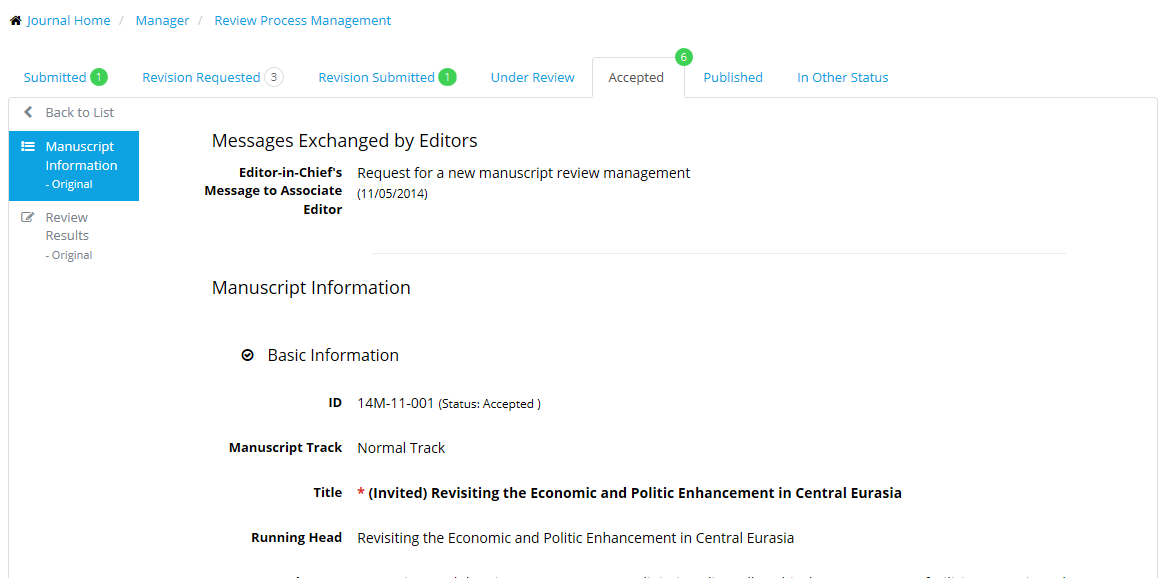 Journal Home / Manager / Review Process Management
6
Submitted 1 Revision Requested 3 Revision Submitted 1 Under Review Accepted Published In Other Status
Back to List
Manuscript
Information
- Original
Review
Results
- Original
Messages Exchanged by Editors
Editor-in-Chief's Request for a new manuscript review management
Message to Associate (11/05/2014)
Editor
Manuscript Information
Basic Information
ID 14M-11-001 (Status: Accepted )
Manuscript Track Normal Track
Title * (Invited) Revisiting the Economic and Politic Enhancement in Central Eurasia
Running Head Revisiting the Economic and Politic Enhancement in Central Eurasia